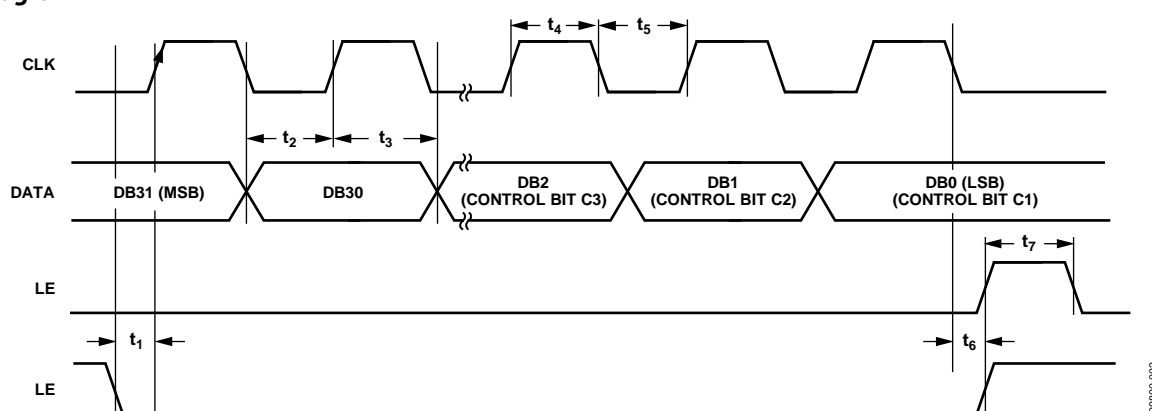 t4 t5
CLK
t2 t3
DATA
DB31 (MSB)
DB30
DB2
(CONTROL BIT C3)
DB1
(CONTROL BIT C2)
DB0 (LSB)
(CONTROL BIT C1)
t7
LE
t1
t6
LE